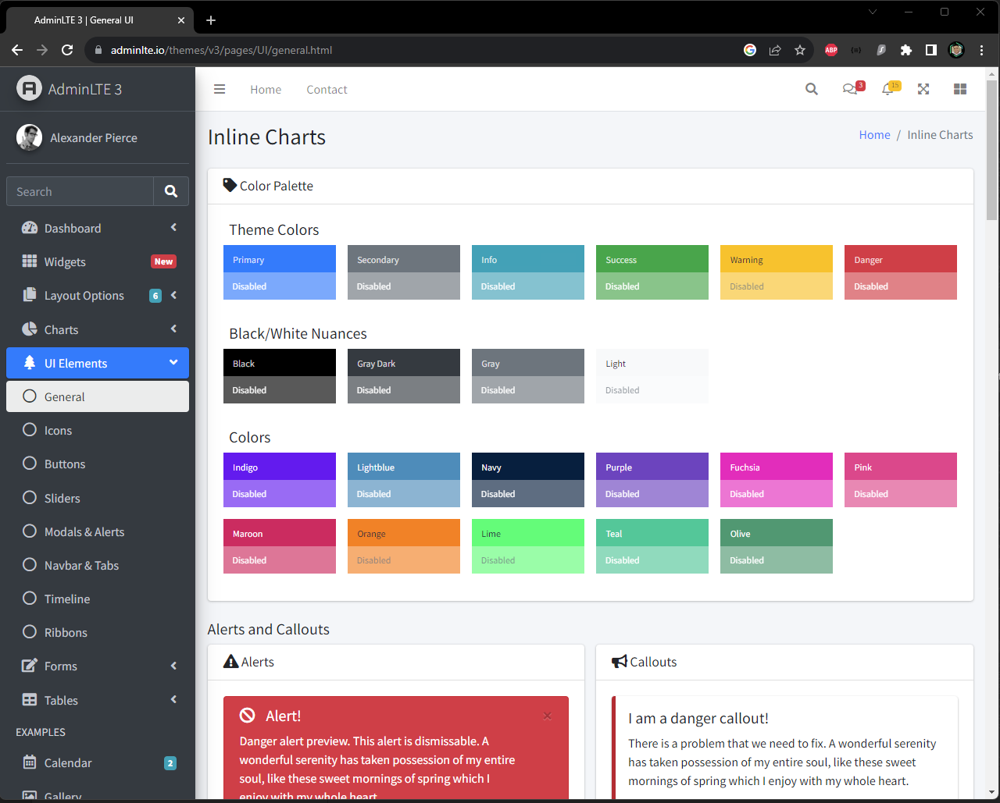 AdminLTE 3 | General UI
adminlte.io/themes/v3/pages/UI/general.html
ABP
AdminLTE 3
Home
Contact
3
15
Alexander Pierce
Search
Dashboard
Widgets
New
Layout Options
6
Charts
UI Elements
General
Icons
Buttons
Sliders
Modals & Alerts
Navbar & Tabs
Timeline
Ribbons
Forms
Tables
EXAMPLES
Calendar
2
Gallery
Inline Charts
Home / Inline Charts
Color Palette
Theme Colors
Primary Secondary Info Success Warning Danger
Disabled Disabled Disabled Disabled Disabled Disabled
Black/White Nuances
Black Gray Dark Gray Light
Disabled Disabled Disabled Disabled
Colors
Indigo Lightblue Navy Purple Fuchsia Pink
Disabled Disabled Disabled Disabled Disabled Disabled
Maroon Orange Lime Teal Olive
Disabled Disabled Disabled Disabled Disabled
Alerts and Callouts
Alerts
Alert!
Danger alert preview. This alert is dismissable. A
wonderful serenity has taken possession of my entire
soul, like these sweet mornings of spring which I
enjoy with my whole heart.
Callouts
I am a danger callout!
There is a problem that we need to fix. A wonderful serenity
has taken possession of my entire soul, like these sweet
mornings of spring which I enjoy with my whole heart.